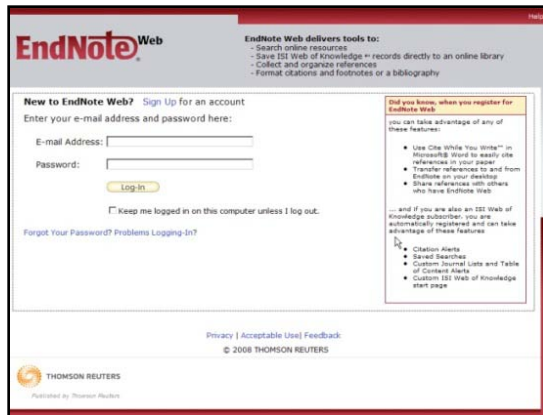 Help
EndNote® Web
EndNote Web delivers tools to:
- Search online resources
- Save ISI Web of Knowledge℠ records directly to an online library
- Collect and organize references
- Format citations and footnotes or a bibliography
New to EndNote Web? Sign Up for an account
Enter your e-mail address and password here:
E-mail Address:
Password:
Log-in
Keep me logged in on this computer unless I log out.
Forgot Your Password? Problems Logging-In?
Did you know, when you register for
EndNote Web
you can take advantage of any of
these features:
• Use Cite While You Write™ in
Microsoft® Word to easily cite
references in your paper
• Transfer references to and from
EndNote on your desktop
• Share references with others
who have EndNote Web
... and if you are also an ISI Web of
Knowledge subscriber, you are
automatically registered and can take
advantage of these features
• Citation Alerts
• Saved Searches
• Custom Journal Lists and Table
of Content Alerts
• Custom ISI Web of Knowledge
start page
Privacy | Acceptable Use| Feedback
© 2008 THOMSON REUTERS
THOMSON REUTERS
Published by Thomson Reuters